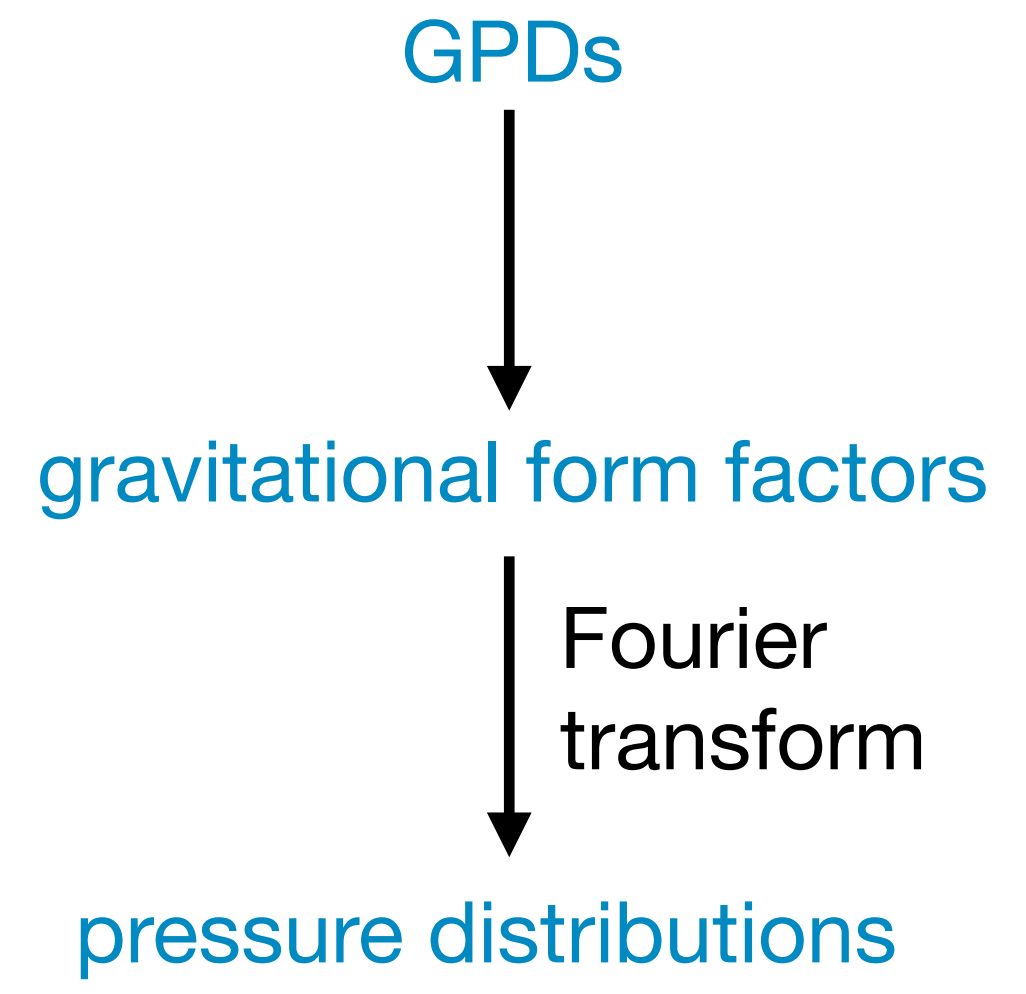 GPDs
gravitational form factors
Fourier
transform
pressure distributions